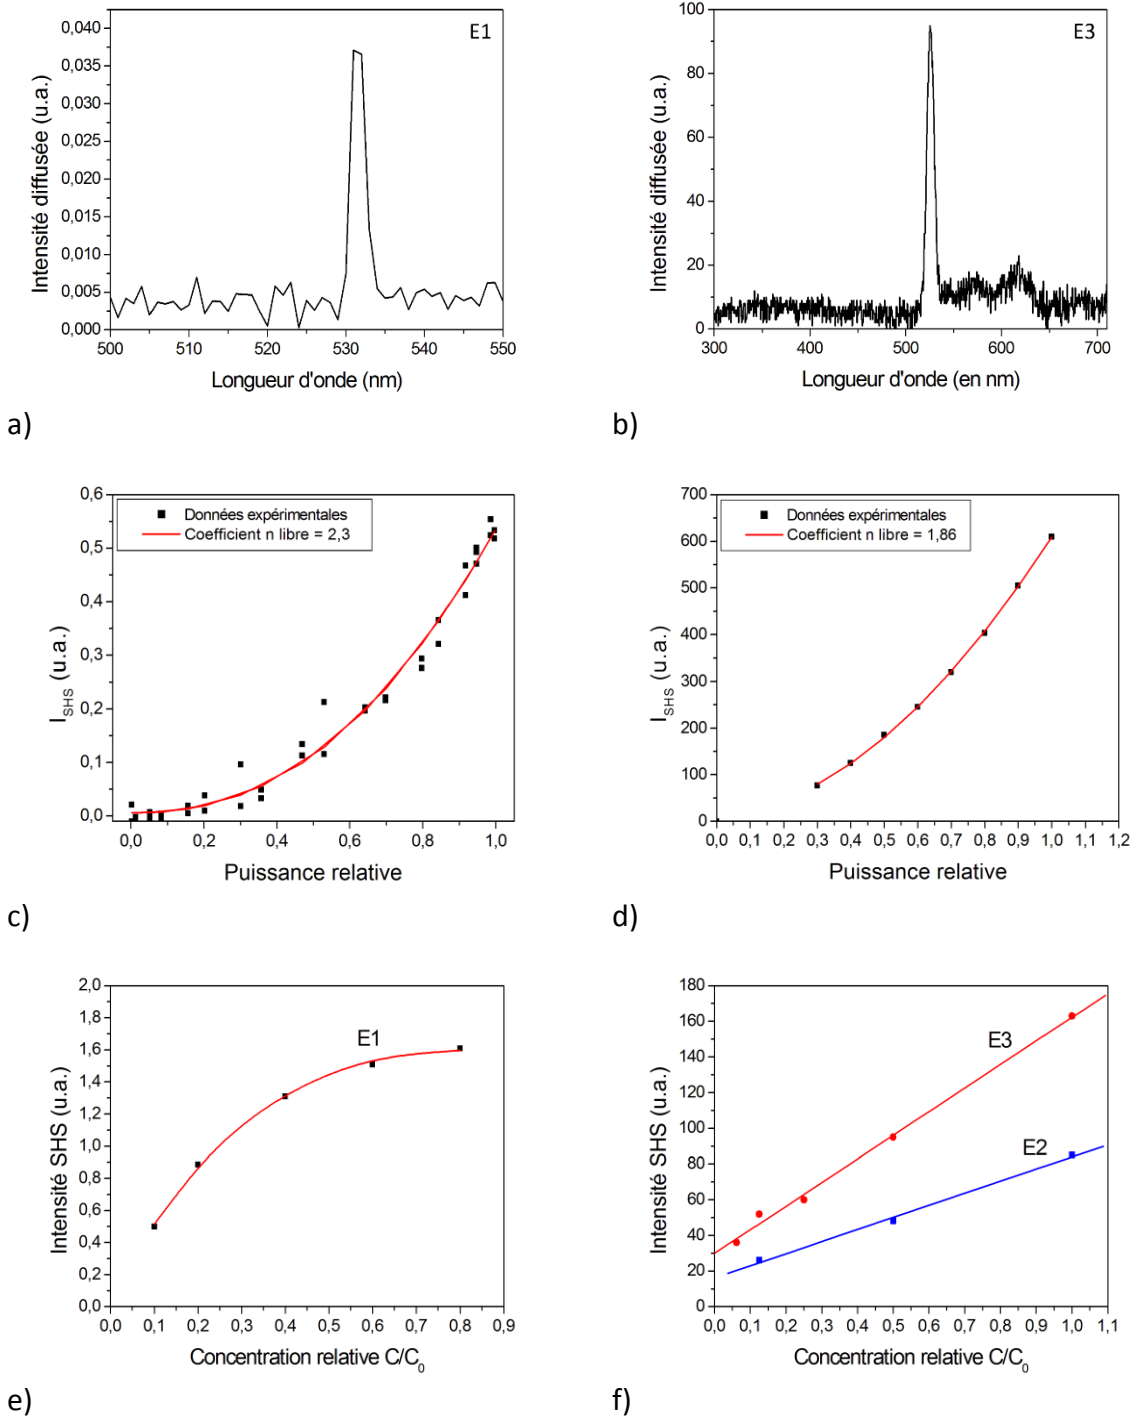 E1
0,040
0,035
0,030
0,025
0,020
0,015
0,010
0,005
0,000
500 510 520 530 540 550
Intensité diffusée (u.a.)
Longueur d'onde (nm)
a)
E3
100
80
60
40
20
0
300 400 500 600 700
Intensité diffusée (u.a.)
Longueur d'onde (en nm)
b)
Données expérimentales
Coefficient n libre = 2,3
0,6
0,5
0,4
0,3
0,2
0,1
0,0
0,0 0,2 0,4 0,6 0,8 1,0
I_SHS (u.a.)
Puissance relative
c)
Données expérimentales
Coefficient n libre = 1,86
700
600
500
400
300
200
100
0
0,0 0,1 0,2 0,3 0,4 0,5 0,6 0,7 0,8 0,9 1,0 1,1 1,2
I_SHS (u.a.)
Puissance relative
d)
E1
2,0
1,8
1,6
1,4
1,2
1,0
0,8
0,6
0,4
0,2
0,0
0,0 0,1 0,2 0,3 0,4 0,5 0,6 0,7 0,8 0,9
Intensité SHS (u.a.)
Concentration relative C/C0
e)
E3
E2
180
160
140
120
100
80
60
40
20
0
0,0 0,1 0,2 0,3 0,4 0,5 0,6 0,7 0,8 0,9 1,0 1,1
Intensité SHS (u.a.)
Concentration relative C/C0
f)